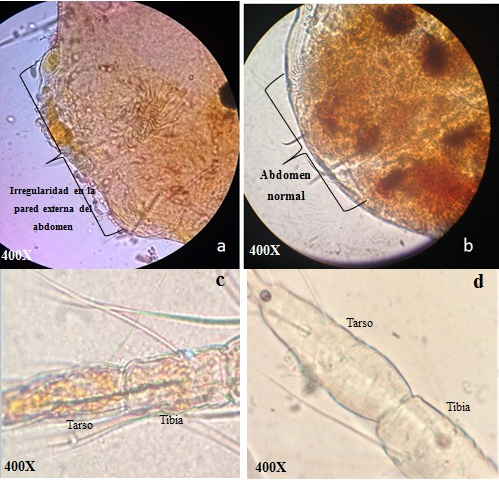 Irregularidad en la
pared externa del
abdomen
400X
a
Abdomen
normal
400X
b
c
Tarso
Tibia
400X
d
Tarso
Tibia
400X